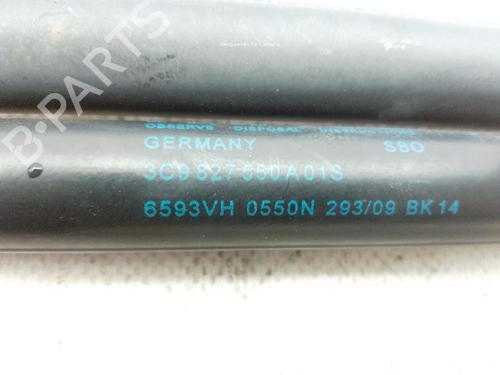 OBSERVE DISPOSAL INSTRUCTIONS
GERMANY SBO
3C9 827 550A 01S
6593VH 0550N 293/09 BK14
B-PARTS